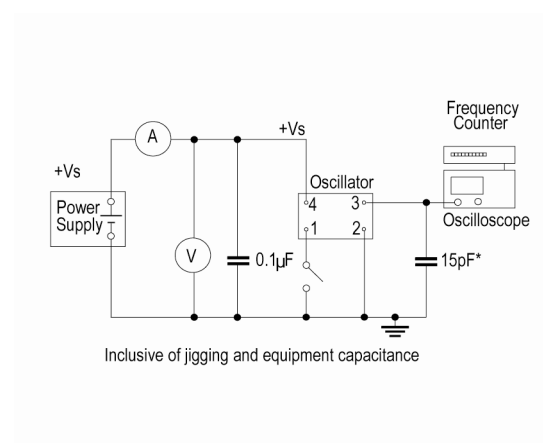 Frequency
Counter
A
+Vs
+Vs
Power
Supply
Oscillator
4
3
1
2
Oscilloscope
V
0.1µF
15pF*
Inclusive of jigging and equipment capacitance